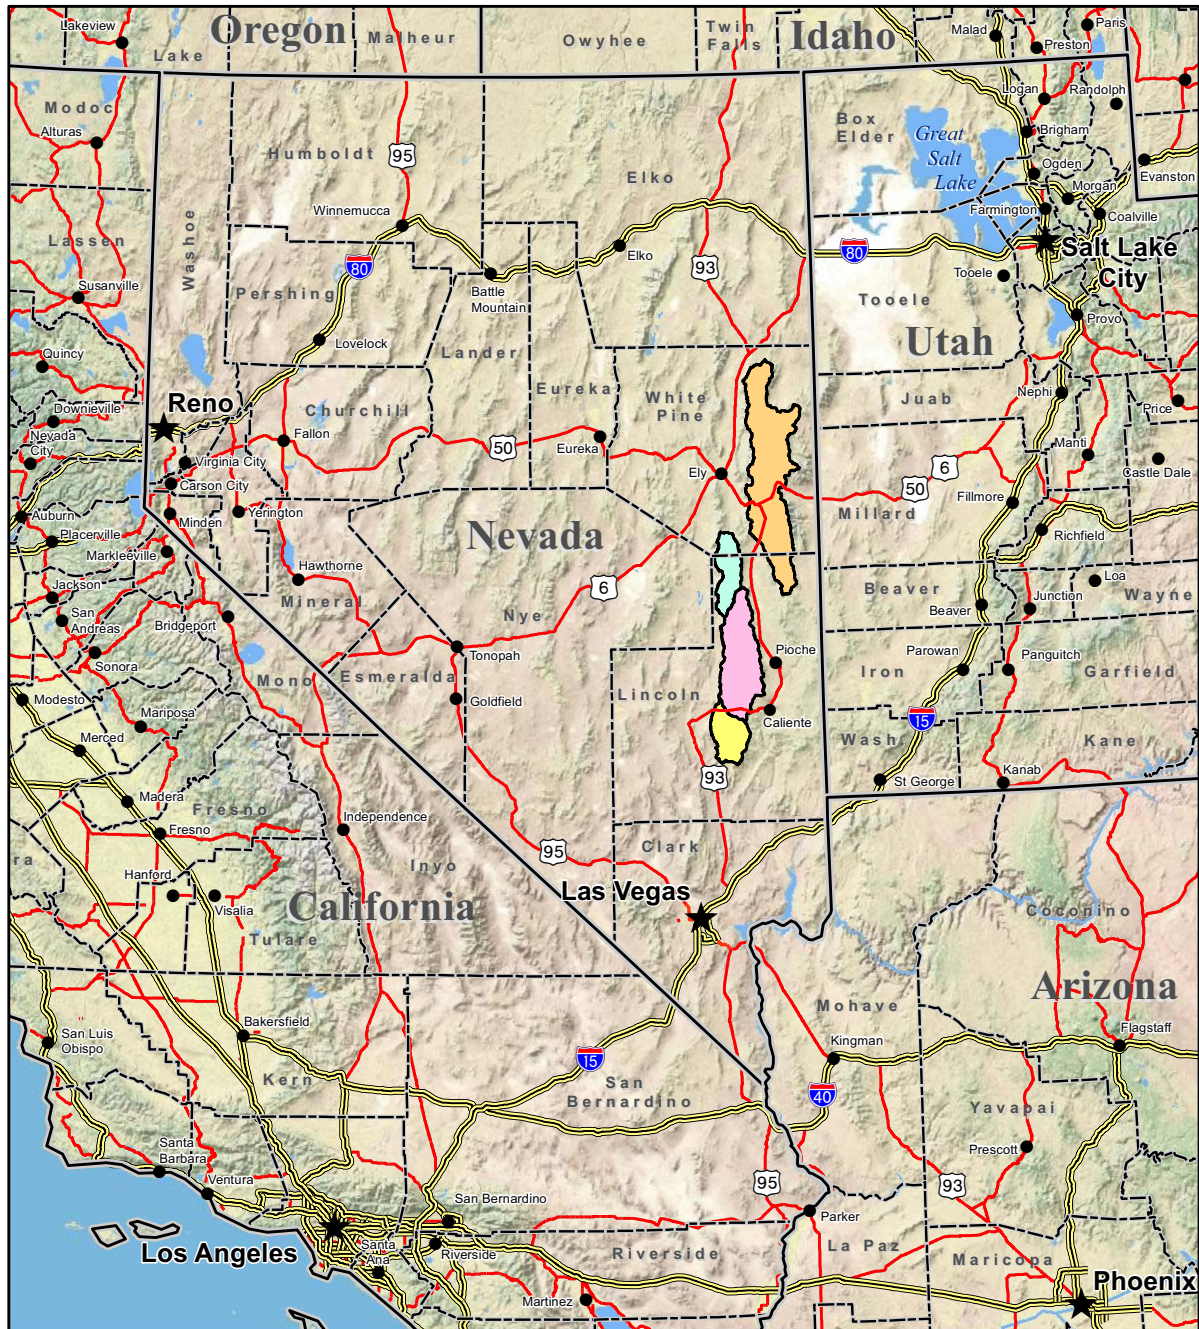 Lakeview
Oregon
Malheur
Lake
Owyhee
Twin
Falls
Idaho
Malad
Paris
Preston
Modoc
Alturas
Humboldt
95
Elko
Box
Elder
Great
Salt
Lake
Logan
Randolph
Brigham
Ogden
Morgan
Evanston
Farmington
Coalville
Winnemucca
Washoe
Lassen
Susanville
80
Pershing
Battle
Mountain
Elko
93
80
Salt Lake
City
Tooele
Tooele
Provo
Utah
Lovelock
Lander
Quincy
Downieville
Nevada
City
Reno
Churchill
Fallon
Eureka
White
Pine
Juab
Nephi
Price
Virginia City
Carson City
50
Eureka
Ely
Manti
Castle Dale
6
50
Fillmore
Millard
Auburn
Placerville
Minden
Yerington
Nevada
Richfield
Markleeville
Hawthorne
6
Jackson
San
Andreas
Mineral
Nye
Beaver
Beaver
Loa
Wayne
Junction
Sonora
Bridgeport
Tonopah
Pioche
Parowan
Iron
Panguitch
Garfield
Modesto
Mono
Esmeralda
Goldfield
Lincoln
Caliente
15
Mariposa
Merced
Wash
Kane
93
St George
Kanab
Madera
Fresno
Fresno
Independence
95
Clark
ra
Inyo
Hanford
Visalia
California
Las Vegas
Tulare
Coconino
Arizona
Mohave
San Luis
Obispo
Bakersfield
Kingman
Flagstaff
15
Kern
San
Bernardino
40
Yavapai
Santa
Barbara
Prescott
Ventura
95
93
San Bernardino
Parker
Los Angeles
Santa
Ana
Riverside
Riverside
La Paz
Maricopa
Martinez
Phoenix